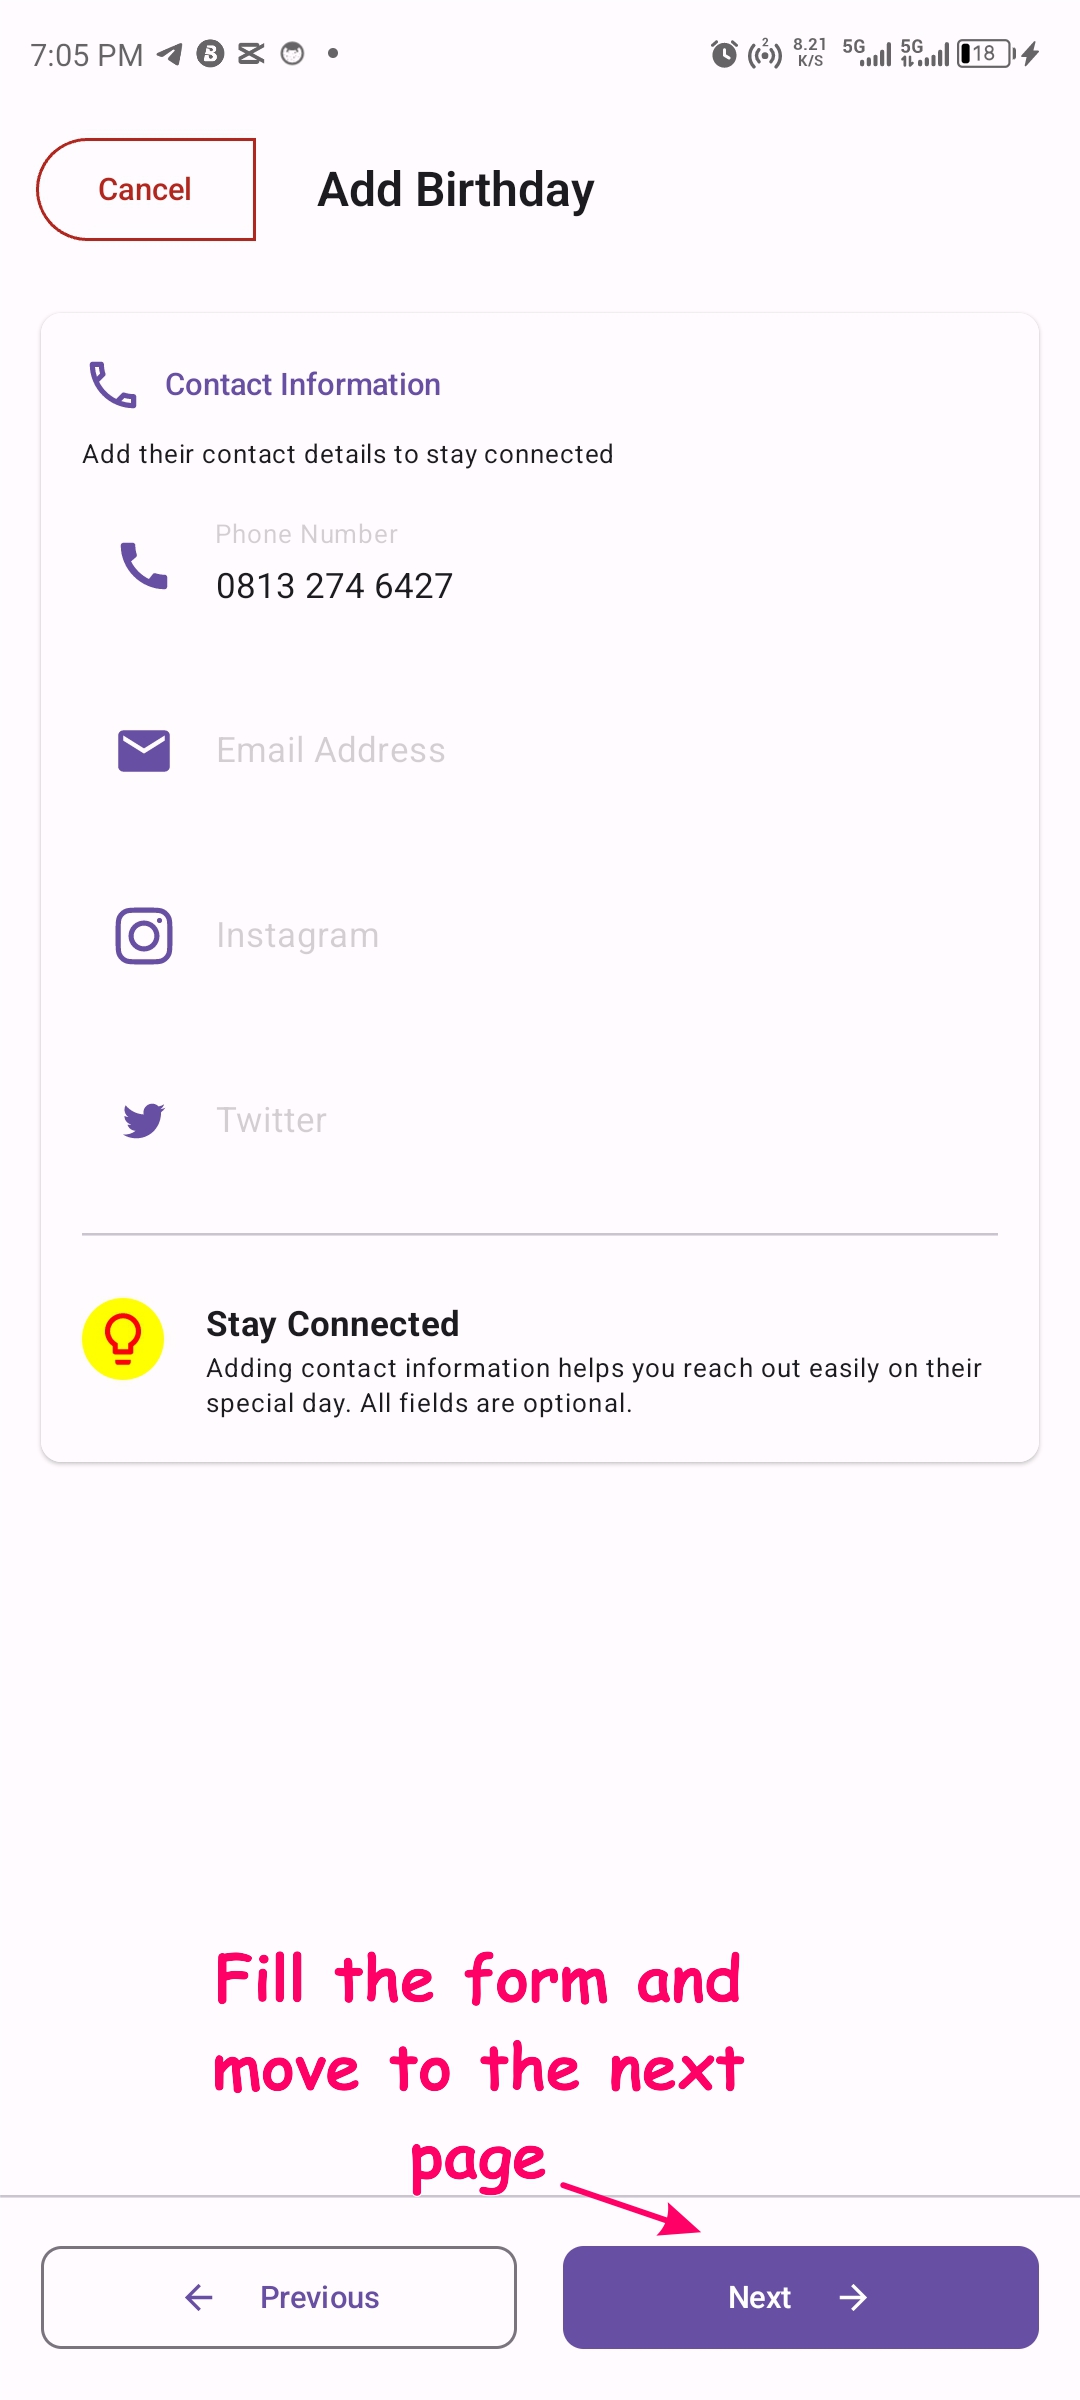 7:05 PM
2
8.21 K/S
5G
5G
18
Cancel
Add Birthday
Contact Information
Add their contact details to stay connected
Phone Number
0813 274 6427
Email Address
Instagram
Twitter
Stay Connected
Adding contact information helps you reach out easily on their
special day. All fields are optional.
Fill the form and
move to the next
page
Previous
Next